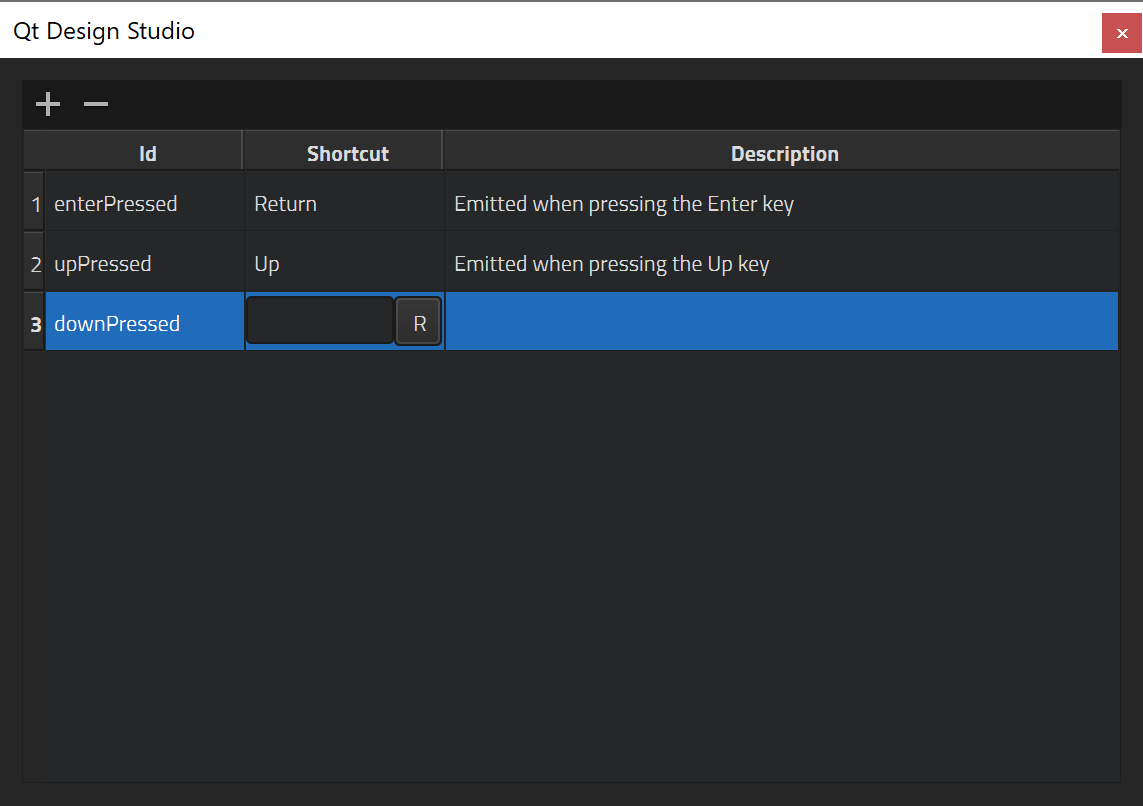 Qt Design Studio
Id Shortcut Description
1 enterPressed Return Emitted when pressing the Enter key
2 upPressed Up Emitted when pressing the Up key
3 downPressed R